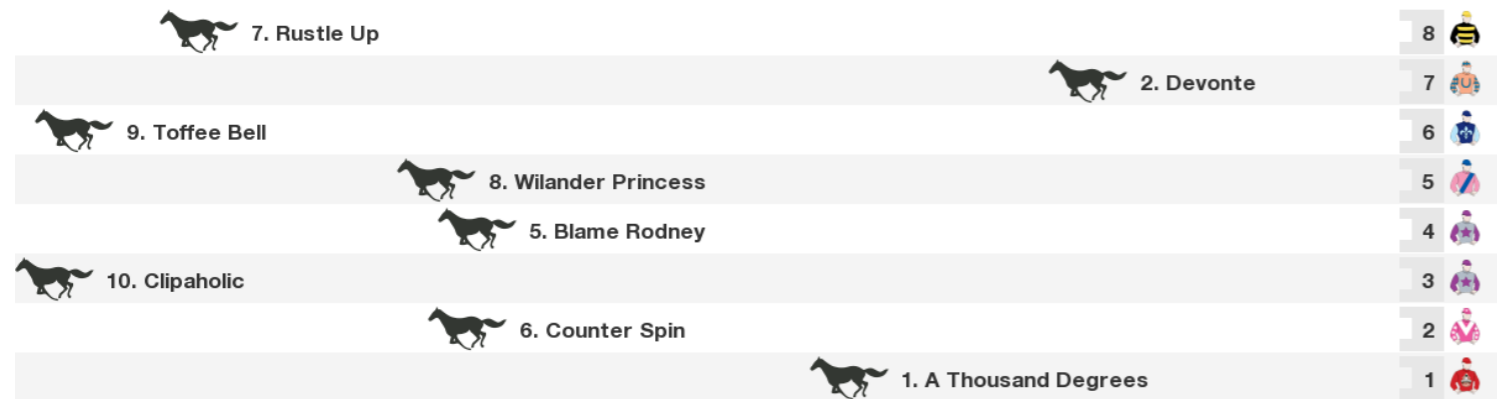 7. Rustle Up 8
2. Devonte 7
9. Toffee Bell 6
8. Wilander Princess 5
5. Blame Rodney 4
10. Clipaholic 3
6. Counter Spin 2
1. A Thousand Degrees 1